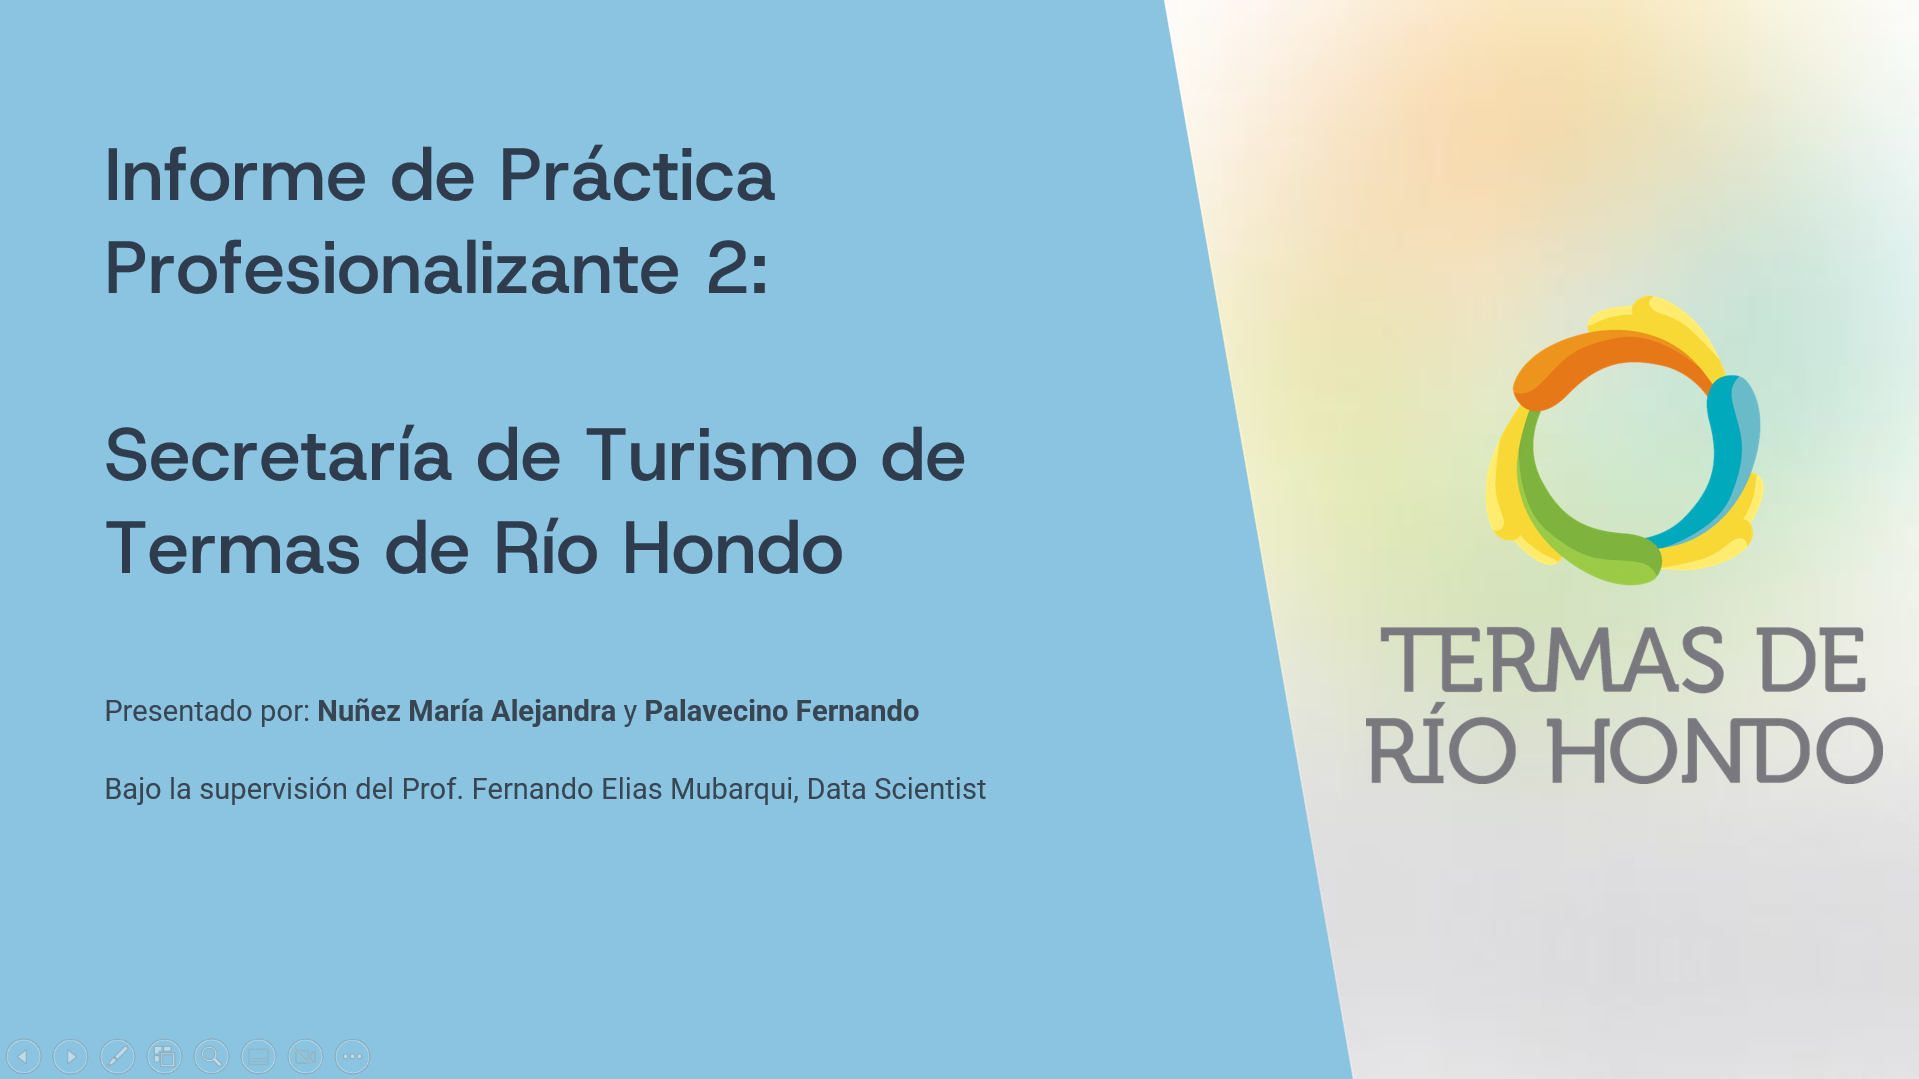 Informe de Práctica
Profesionalizante 2:
Secretaría de Turismo de
Termas de Río Hondo
Presentado por: Nuñez María Alejandra y Palavecino Fernando
Bajo la supervisión del Prof. Fernando Elias Mubarqui, Data Scientist
TERMAS DE
RÍO HONDO